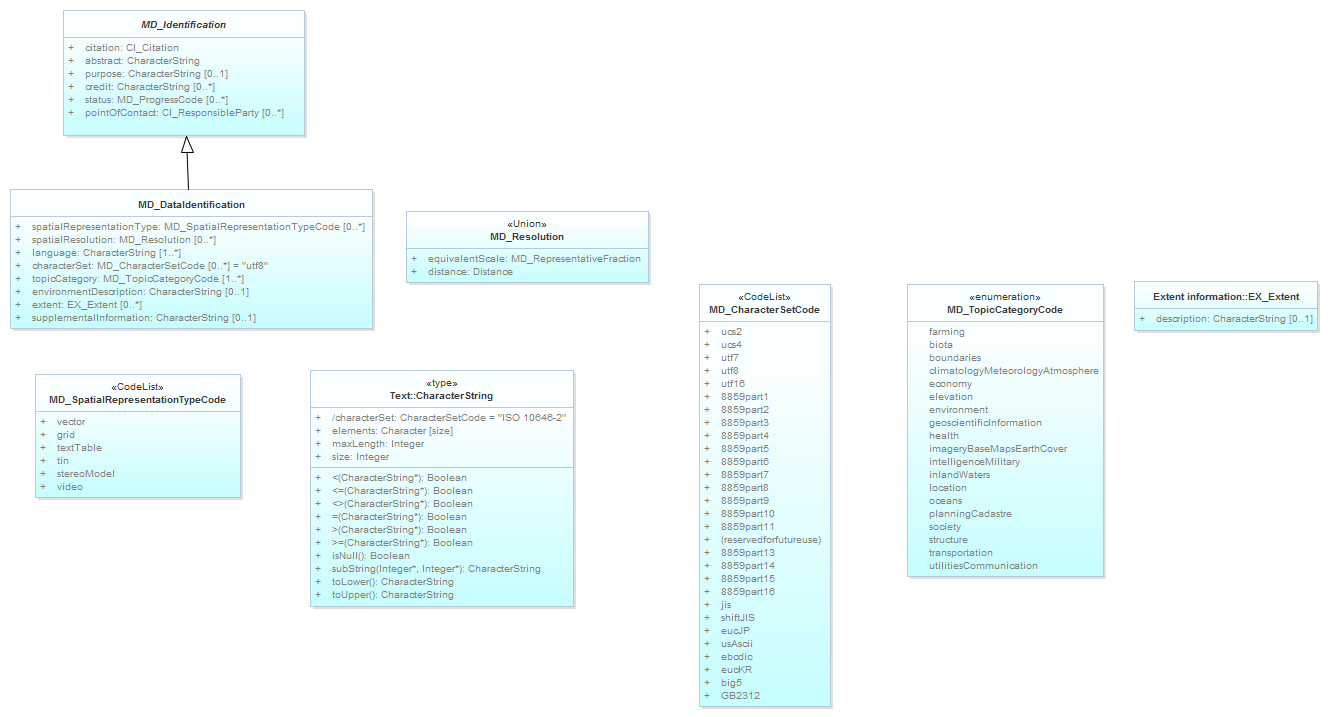 MD_Identification
+ citation: CI_Citation
+ abstract: CharacterString
+ purpose: CharacterString [0..1]
+ credit: CharacterString [0..*]
+ status: MD_ProgressCode [0..*]
+ pointOfContact: CI_ResponsibleParty [0..*]
MD_DataIdentification
+ spatialRepresentationType: MD_SpatialRepresentationTypeCode [0..*]
+ spatialResolution: MD_Resolution [0..*]
+ language: CharacterString [1..*]
+ characterSet: MD_CharacterSetCode [0..*] = "utf8"
+ topicCategory: MD_TopicCategoryCode [1..*]
+ environmentDescription: CharacterString [0..1]
+ extent: EX_Extent [0..*]
+ supplementalInformation: CharacterString [0..1]
«Union»
MD_Resolution
+ equivalentScale: MD_RepresentativeFraction
+ distance: Distance
«CodeList»
MD_SpatialRepresentationTypeCode
+ vector
+ grid
+ textTable
+ tin
+ stereoModel
+ video
«type»
Text::CharacterString
+ /characterSet: CharacterSetCode = "ISO 10646-2"
+ elements: Character [size]
+ maxLength: Integer
+ size: Integer
+ <(CharacterString*): Boolean
+ <=(CharacterString*): Boolean
+ <>(CharacterString*): Boolean
+ =(CharacterString*): Boolean
+ >(CharacterString*): Boolean
+ >=(CharacterString*): Boolean
+ isNull(): Boolean
+ subString(Integer*, Integer*): CharacterString
+ toLower(): CharacterString
+ toUpper(): CharacterString
«CodeList»
MD_CharacterSetCode
+ ucs2
+ ucs4
+ utf7
+ utf8
+ utf16
+ 8859part1
+ 8859part2
+ 8859part3
+ 8859part4
+ 8859part5
+ 8859part6
+ 8859part7
+ 8859part8
+ 8859part9
+ 8859part10
+ 8859part11
+ (reservedforfutureuse)
+ 8859part13
+ 8859part14
+ 8859part15
+ 8859part16
+ jis
+ shiftJIS
+ eucJP
+ usAscii
+ ebcdic
+ eucKR
+ big5
+ GB2312
«enumeration»
MD_TopicCategoryCode
farming
biota
boundaries
climatologyMeteorologyAtmosphere
economy
elevation
environment
geoscientificInformation
health
imageryBaseMapsEarthCover
intelligenceMilitary
inlandWaters
location
oceans
planningCadastre
society
structure
transportation
utilitiesCommunication
Extent information::EX_Extent
+ description: CharacterString [0..1]